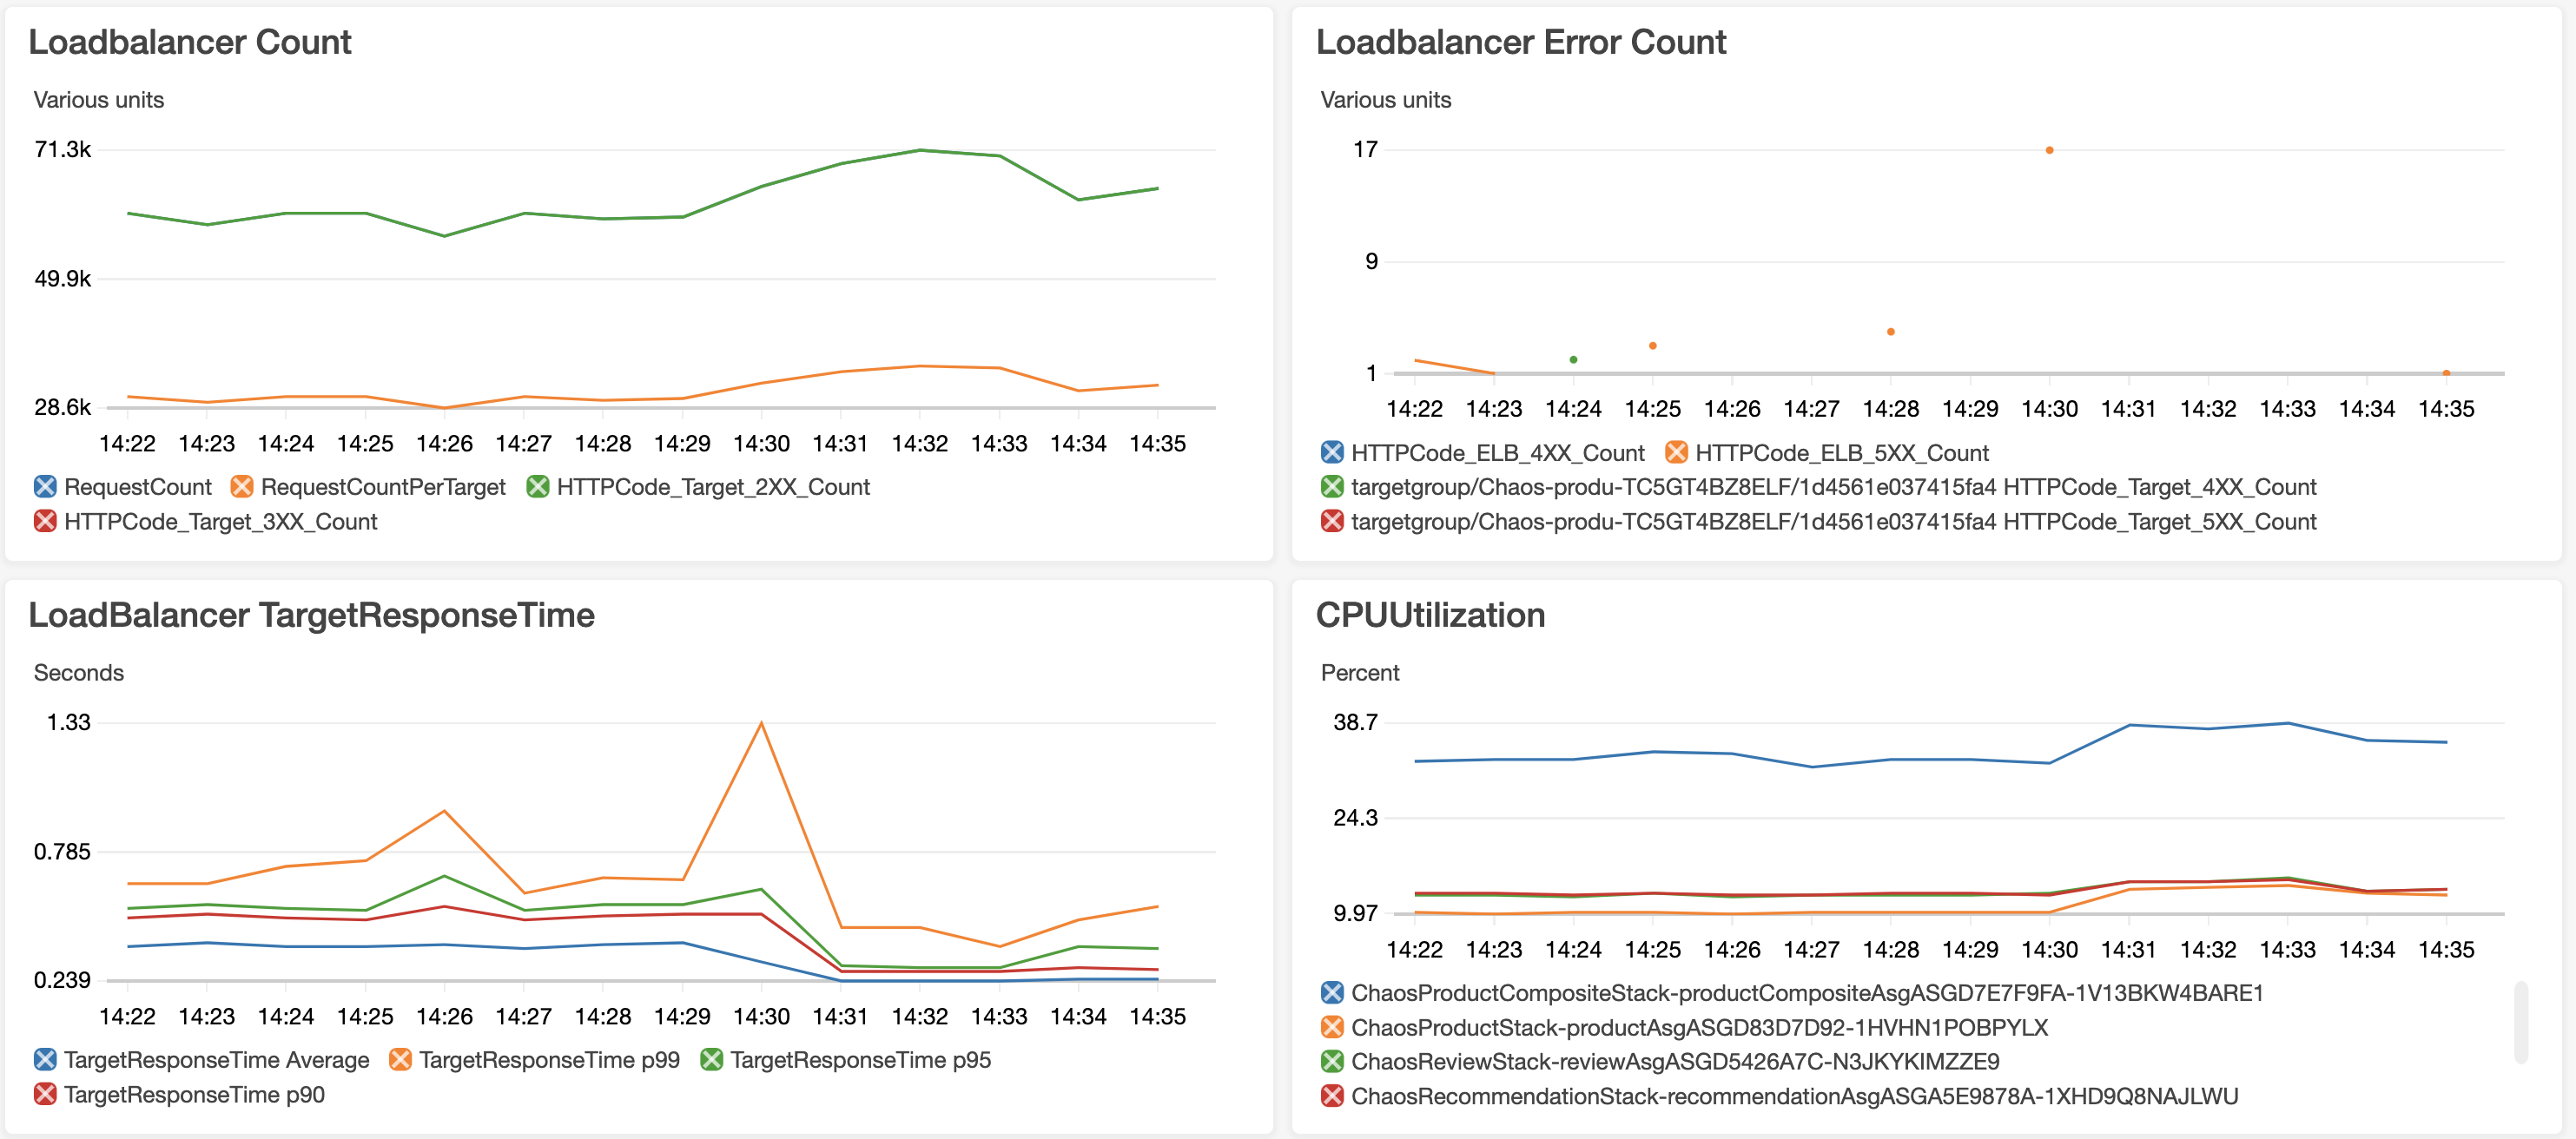 Loadbalancer Count
Various units
71.3k
49.9k
28.6k
14:22 14:23 14:24 14:25 14:26 14:27 14:28 14:29 14:30 14:31 14:32 14:33 14:34 14:35
RequestCount RequestCountPerTarget HTTPCode_Target_2XX_Count
HTTPCode_Target_3XX_Count
Loadbalancer Error Count
Various units
17
9
1
14:22 14:23 14:24 14:25 14:26 14:27 14:28 14:29 14:30 14:31 14:32 14:33 14:34 14:35
HTTPCode_ELB_4XX_Count HTTPCode_ELB_5XX_Count
targetgroup/Chaos-produ-TC5GT4BZ8ELF/1d4561e037415fa4 HTTPCode_Target_4XX_Count
targetgroup/Chaos-produ-TC5GT4BZ8ELF/1d4561e037415fa4 HTTPCode_Target_5XX_Count
LoadBalancer TargetResponseTime
Seconds
1.33
0.785
0.239
14:22 14:23 14:24 14:25 14:26 14:27 14:28 14:29 14:30 14:31 14:32 14:33 14:34 14:35
TargetResponseTime Average TargetResponseTime p99 TargetResponseTime p95
TargetResponseTime p90
CPUUtilization
Percent
38.7
24.3
9.97
14:22 14:23 14:24 14:25 14:26 14:27 14:28 14:29 14:30 14:31 14:32 14:33 14:34 14:35
ChaosProductCompositeStack-productCompositeAsgASGD7E7F9FA-1V13BKW4BARE1
ChaosProductStack-productAsgASGD83D7D92-1HVHN1POBPYLX
ChaosReviewStack-reviewAsgASGD5426A7C-N3JKYKIMZZE9
ChaosRecommendationStack-recommendationAsgASGA5E9878A-1XHD9Q8NAJLWU